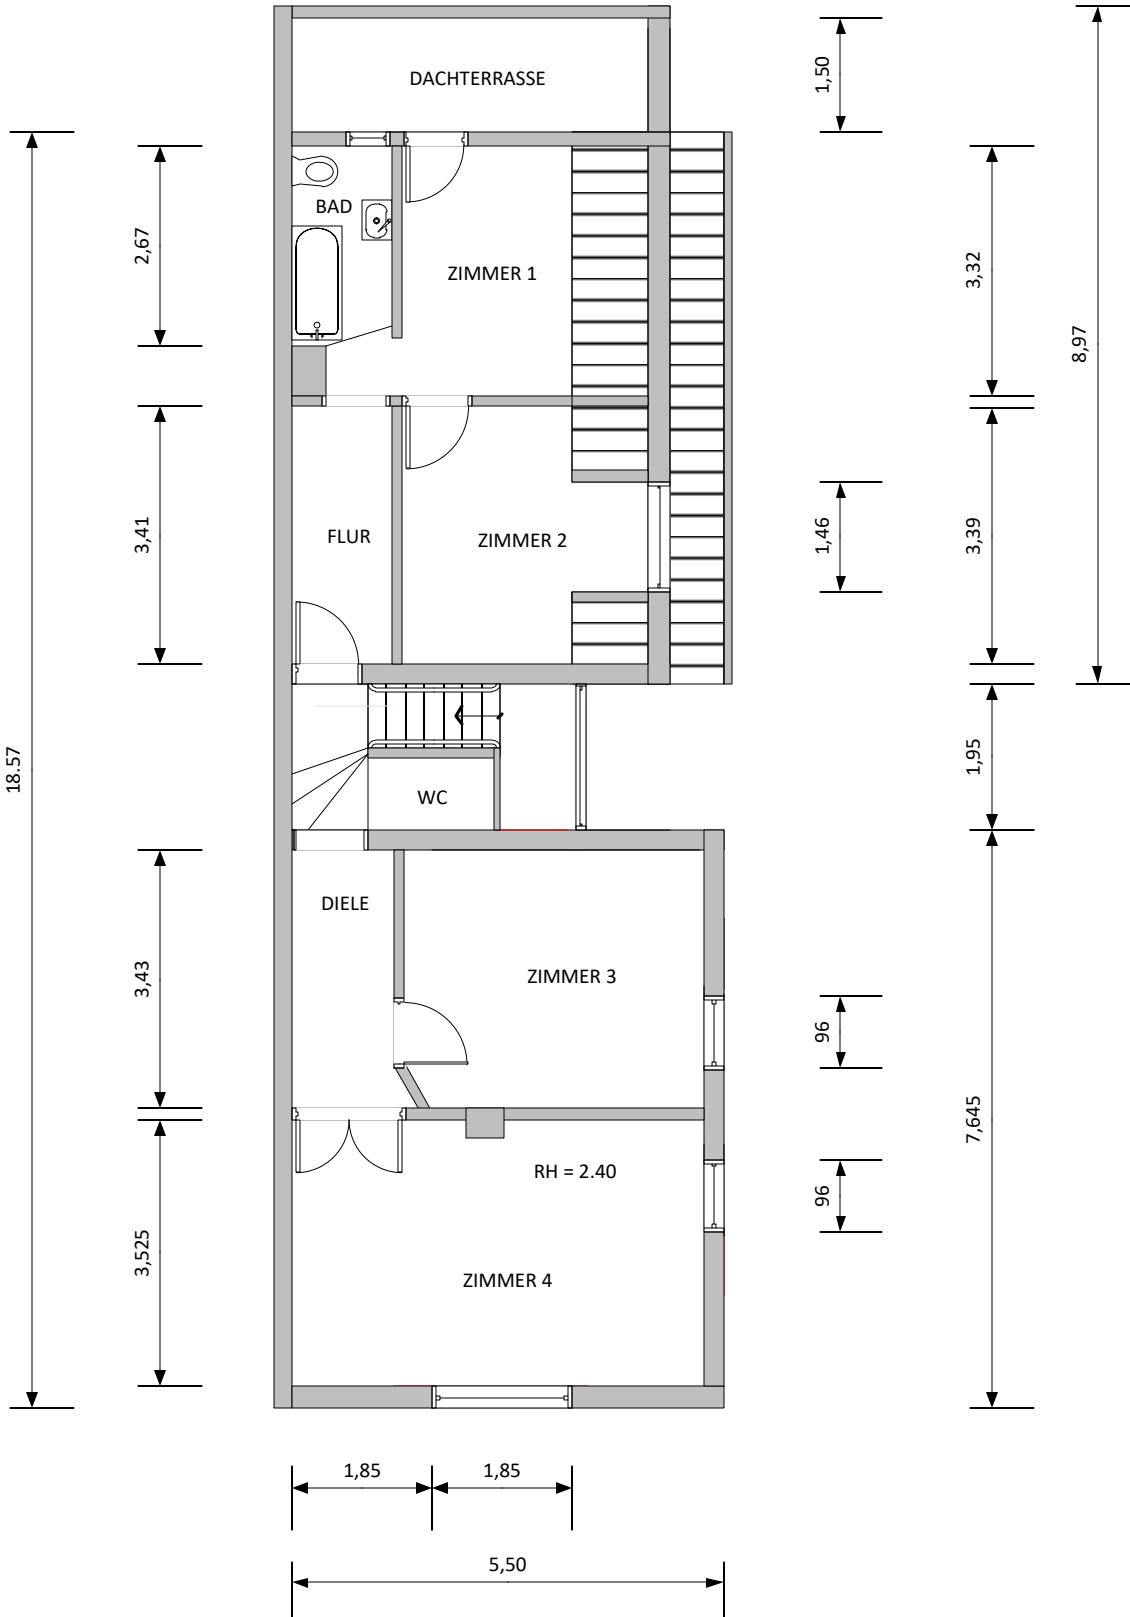 DACHTERRASSE
1,50
BAD
2,67
ZIMMER 1
3,32
8,97
FLUR
3,41
ZIMMER 2
1,46
3,39
18.57
WC
1,95
DIELE
3,43
ZIMMER 3
96
7,645
RH = 2.40
96
3,525
ZIMMER 4
1,85
1,85
5,50